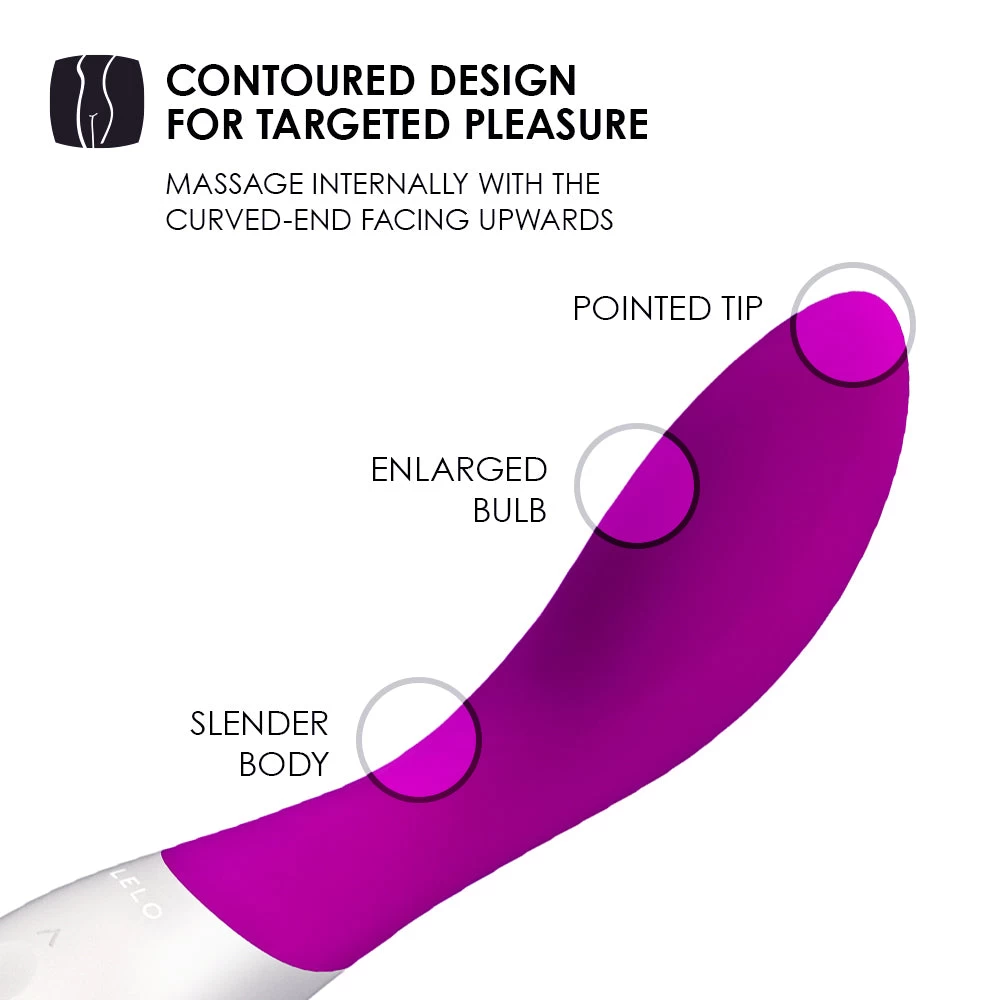 CONTOURED DESIGN
FOR TARGETED PLEASURE
MASSAGE INTERNALLY WITH THE
CURVED-END FACING UPWARDS
POINTED TIP
ENLARGED
BULB
SLENDER
BODY
LELO